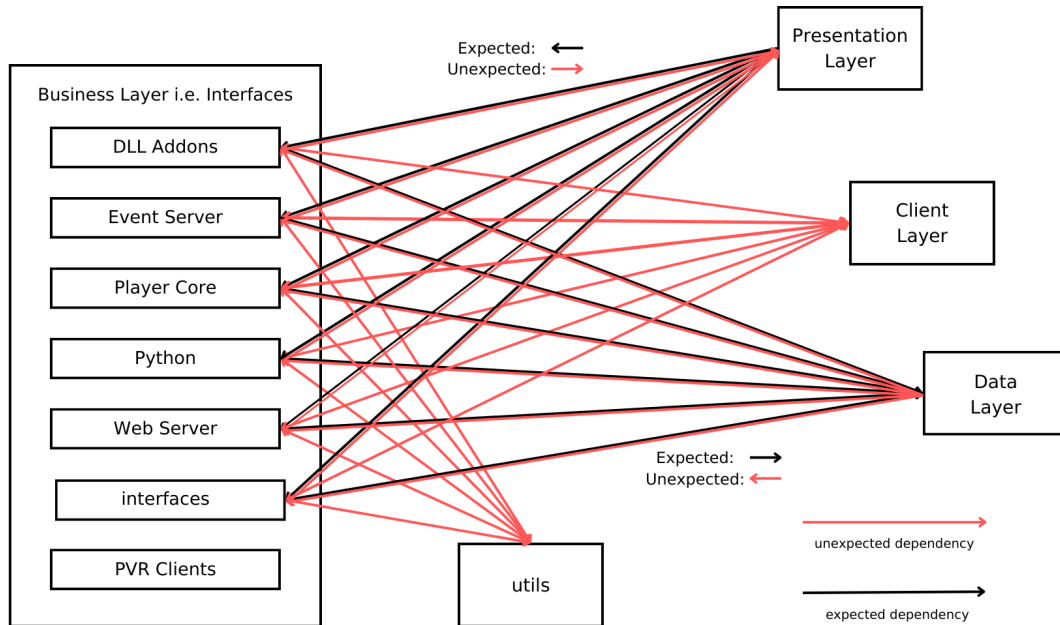 Presentation
Layer
Expected:
Unexpected:
Business Layer i.e. Interfaces
DLL Addons
Event Server
Player Core
Python
Web Server
interfaces
PVR Clients
Client
Layer
Data
Layer
Expected:
Unexpected:
utils
unexpected dependency
expected dependency